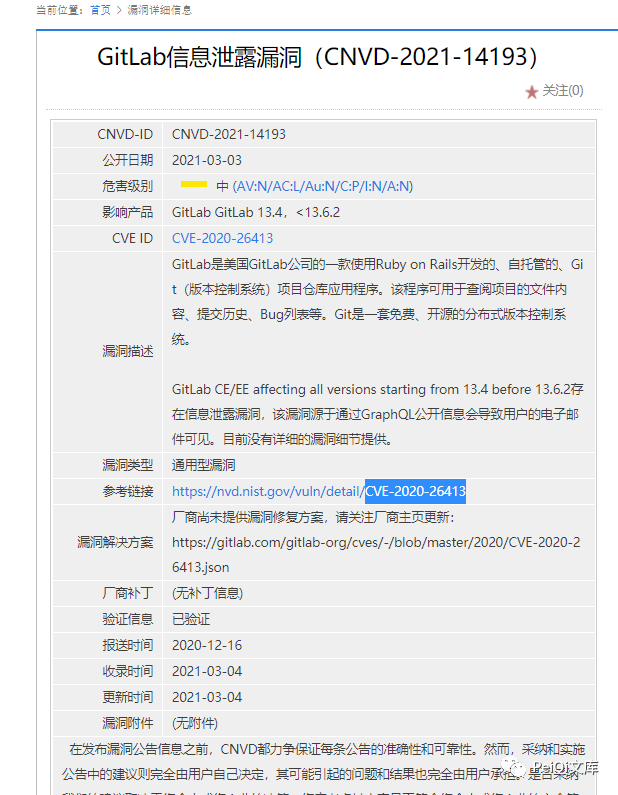 当前位置：首页 > 漏洞详细信息
GitLab信息泄露漏洞（CNVD-2021-14193）
关注(0)
CNVD-ID CNVD-2021-14193
公开日期 2021-03-03
危害级别 中 (AV:N/AC:L/Au:N/C:P/I:N/A:N)
影响产品 GitLab GitLab 13.4，<13.6.2
CVE ID CVE-2020-26413
漏洞描述
GitLab是美国GitLab公司的一款使用Ruby on Rails开发的、自托管的、Gi
t（版本控制系统）项目仓库应用程序。该程序可用于查阅项目的文件内
容、提交历史、Bug列表等。Git是一套免费、开源的分布式版本控制系
统。
GitLab CE/EE affecting all versions starting from 13.4 before 13.6.2存
在信息泄露漏洞，该漏洞源于通过GraphQL公开信息会导致用户的电子邮
件可见。目前没有详细的漏洞细节提供。
漏洞类型 通用型漏洞
参考链接 https://nvd.nist.gov/vuln/detail/CVE-2020-26413
漏洞解决方案
厂商尚未提供漏洞修复方案，请关注厂商主页更新：
https://gitlab.com/gitlab-org/cves/-/blob/master/2020/CVE-2020-2
6413.json
厂商补丁 (无补丁信息)
验证信息 已验证
报送时间 2020-12-16
收录时间 2021-03-04
更新时间 2021-03-04
漏洞附件 (无附件)
在发布漏洞公告信息之前，CNVD都力争保证每条公告的准确性和可靠性。然而，采纳和实施
公告中的建议则完全由用户自己决定，其可能引起的问题和结果也完全由用户承担。是否采纳
PeiQi文库